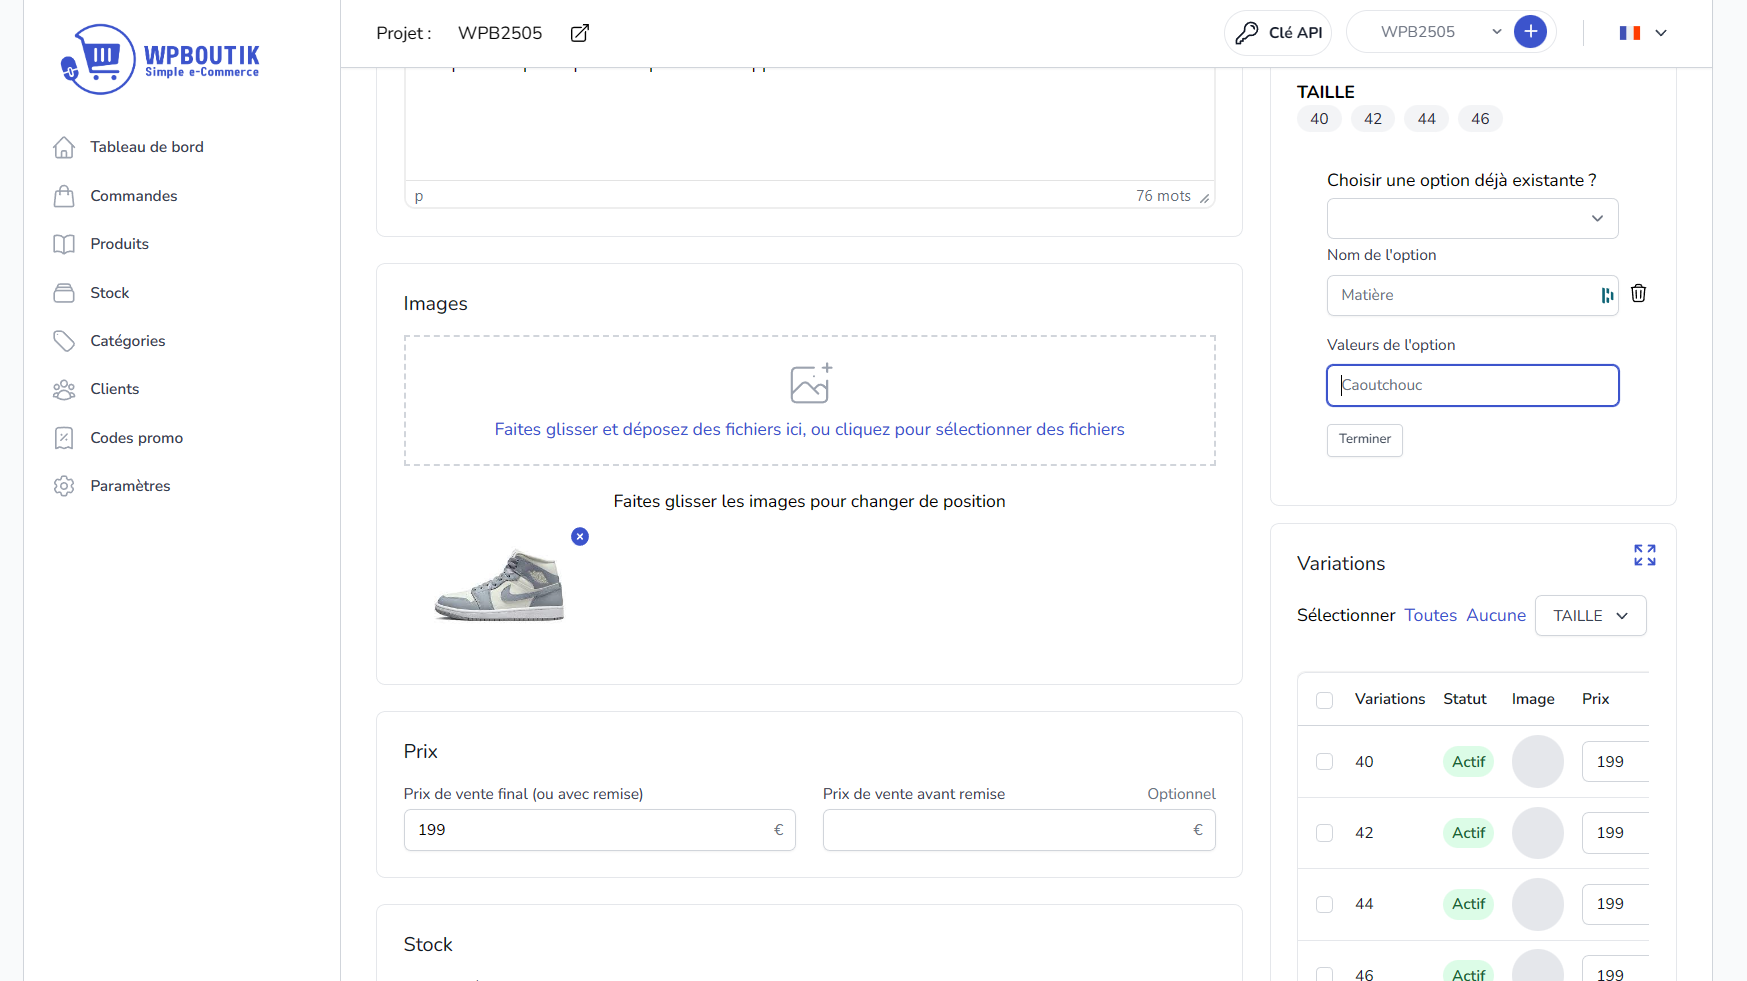 WPBOUTIK
Simple e-Commerce
Tableau de bord
Commandes
Produits
Stock
Catégories
Clients
Codes promo
Paramètres
Projet : WPB2505
Clé API
WPB2505
p
76 mots
Images
Faites glisser et déposez des fichiers ici, ou cliquez pour sélectionner des fichiers
Faites glisser les images pour changer de position
Prix
Prix de vente final (ou avec remise)
199 €
Prix de vente avant remise Optionnel
€
Stock
TAILLE
40 42 44 46
Choisir une option déjà existante ?
Nom de l'option
Matière
Valeurs de l'option
Caoutchouc
Terminer
Variations
Sélectionner Toutes Aucune TAILLE
Variations Statut Image Prix
40 Actif 199
42 Actif 199
44 Actif 199
46 Actif 199